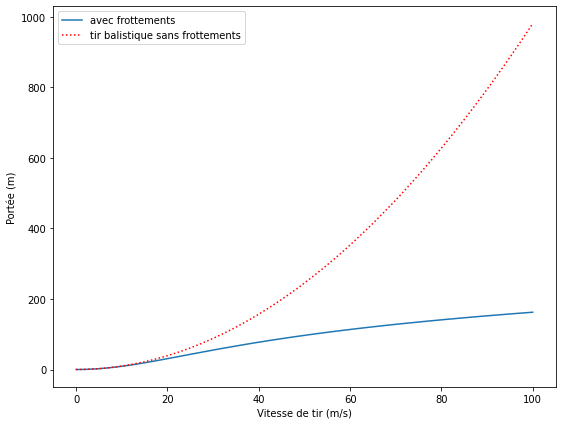 avec frottements
tir balistique sans frottements
1000
800
600
400
200
0
Portée (m)
0 20 40 60 80 100
Vitesse de tir (m/s)